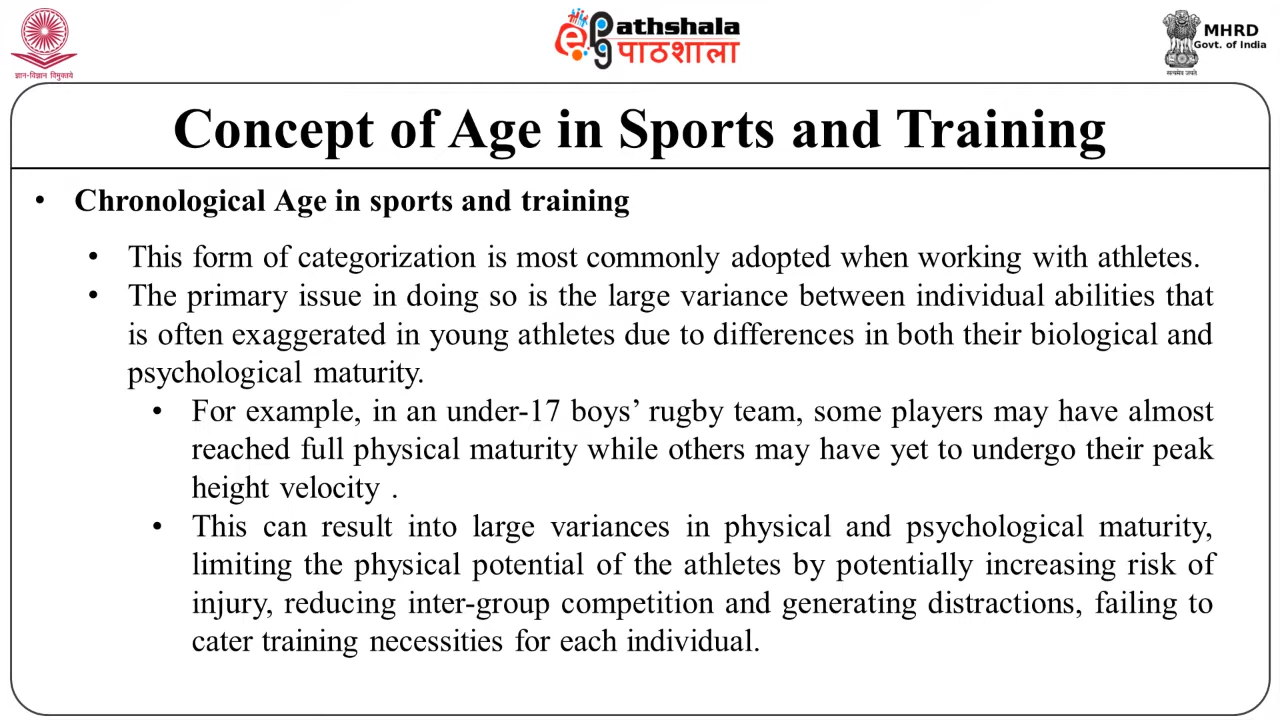 ज्ञान-विज्ञान विमुक्तये
ePG Pathshala
पाठशाला
MHRD
Govt. of India
सत्यमेव जयते
Concept of Age in Sports and Training
• Chronological Age in sports and training
• This form of categorization is most commonly adopted when working with athletes.
• The primary issue in doing so is the large variance between individual abilities that
is often exaggerated in young athletes due to differences in both their biological and
psychological maturity.
• For example, in an under-17 boys’ rugby team, some players may have almost
reached full physical maturity while others may have yet to undergo their peak
height velocity .
• This can result into large variances in physical and psychological maturity,
limiting the physical potential of the athletes by potentially increasing risk of
injury, reducing inter-group competition and generating distractions, failing to
cater training necessities for each individual.